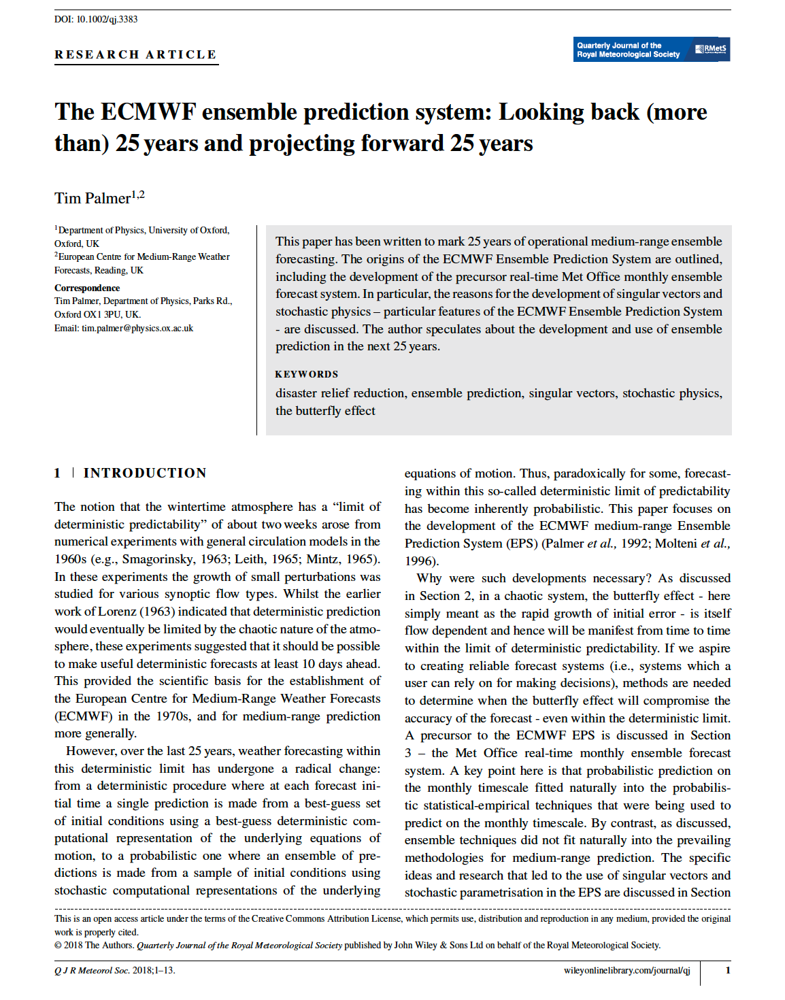 DOI: 10.1002/qj.3383
RESEARCH ARTICLE
Quarterly Journal of the
Royal Meteorological Society
RMetS
The ECMWF ensemble prediction system: Looking back (more
than) 25 years and projecting forward 25 years
Tim Palmer1,2
1Department of Physics, University of Oxford,
Oxford, UK
2European Centre for Medium-Range Weather
Forecasts, Reading, UK
Correspondence
Tim Palmer, Department of Physics, Parks Rd.,
Oxford OX1 3PU, UK.
Email: tim.palmer@physics.ox.ac.uk
This paper has been written to mark 25 years of operational medium-range ensemble
forecasting. The origins of the ECMWF Ensemble Prediction System are outlined,
including the development of the precursor real-time Met Office monthly ensemble
forecast system. In particular, the reasons for the development of singular vectors and
stochastic physics – particular features of the ECMWF Ensemble Prediction System
- are discussed. The author speculates about the development and use of ensemble
prediction in the next 25 years.
KEYWORDS
disaster relief reduction, ensemble prediction, singular vectors, stochastic physics,
the butterfly effect
1 | INTRODUCTION
The notion that the wintertime atmosphere has a “limit of
deterministic predictability” of about two weeks arose from
numerical experiments with general circulation models in the
1960s (e.g., Smagorinsky, 1963; Leith, 1965; Mintz, 1965).
In these experiments the growth of small perturbations was
studied for various synoptic flow types. Whilst the earlier
work of Lorenz (1963) indicated that deterministic prediction
would eventually be limited by the chaotic nature of the atmo-
sphere, these experiments suggested that it should be possible
to make useful deterministic forecasts at least 10 days ahead.
This provided the scientific basis for the establishment of
the European Centre for Medium-Range Weather Forecasts
(ECMWF) in the 1970s, and for medium-range prediction
more generally.
However, over the last 25 years, weather forecasting within
this deterministic limit has undergone a radical change:
from a deterministic procedure where at each forecast ini-
tial time a single prediction is made from a best-guess set
of initial conditions using a best-guess deterministic com-
putational representation of the underlying equations of
motion, to a probabilistic one where an ensemble of pre-
dictions is made from a sample of initial conditions using
stochastic computational representations of the underlying
equations of motion. Thus, paradoxically for some, forecast-
ing within this so-called deterministic limit of predictability
has become inherently probabilistic. This paper focuses on
the development of the ECMWF medium-range Ensemble
Prediction System (EPS) (Palmer et al., 1992; Molteni et al.,
1996).
Why were such developments necessary? As discussed
in Section 2, in a chaotic system, the butterfly effect - here
simply meant as the rapid growth of initial error - is itself
flow dependent and hence will be manifest from time to time
within the limit of deterministic predictability. If we aspire
to creating reliable forecast systems (i.e., systems which a
user can rely on for making decisions), methods are needed
to determine when the butterfly effect will compromise the
accuracy of the forecast - even within the deterministic limit.
A precursor to the ECMWF EPS is discussed in Section
3 – the Met Office real-time monthly ensemble forecast
system. A key point here is that probabilistic prediction on
the monthly timescale fitted naturally into the probabilis-
tic statistical-empirical techniques that were being used to
predict on the monthly timescale. By contrast, as discussed,
ensemble techniques did not fit naturally into the prevailing
methodologies for medium-range prediction. The specific
ideas and research that led to the use of singular vectors and
stochastic parametrisation in the EPS are discussed in Section
This is an open access article under the terms of the Creative Commons Attribution License, which permits use, distribution and reproduction in any medium, provided the original
work is properly cited.
© 2018 The Authors. Quarterly Journal of the Royal Meteorological Society published by John Wiley & Sons Ltd on behalf of the Royal Meteorological Society.
Q J R Meteorol Soc. 2018;1–13.
wileyonlinelibrary.com/journal/qj
1